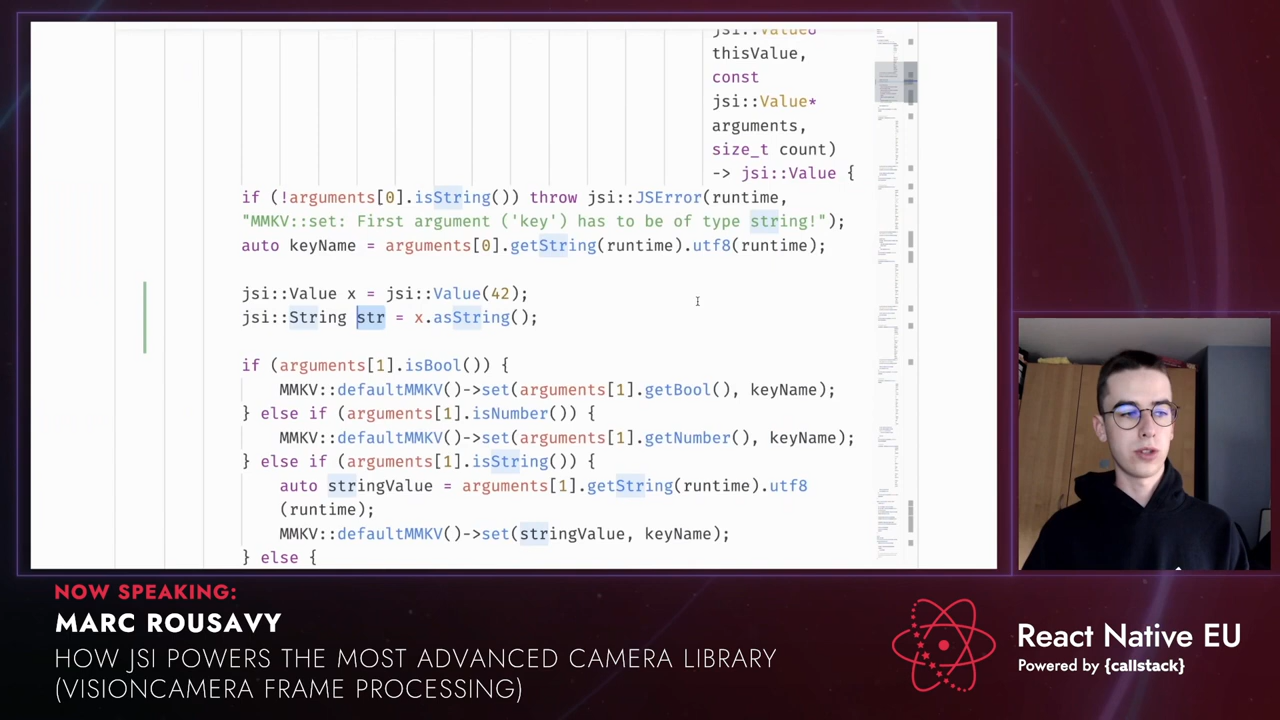 jsi::Value&
thisValue,
const
jsi::Value*
arguments,
size_t count)
-> jsi::Value {
if (!arguments[0].isString()) throw jsi::JSError(runtime,
"MMKV::set: First argument ('key') has to be of type string!");
auto keyName = arguments[0].getString(runtime).utf8(runtime);
jsi::Value x = jsi::Value(42);
jsi::String str = x.asString().
if (arguments[1].isBool()) {
MMKV::defaultMMKV()->set(arguments[1].getBool(), keyName);
} else if (arguments[1].isNumber()) {
MMKV::defaultMMKV()->set(arguments[1].getNumber(), keyName);
} else if (arguments[1].isString()) {
auto stringValue = arguments[1].getString(runtime).utf8
(runtime);
MMKV::defaultMMKV()->set(stringValue, keyName);
} else {
NOW SPEAKING:
MARC ROUSAVY
HOW JSI POWERS THE MOST ADVANCED CAMERA LIBRARY
(VISIONCAMERA FRAME PROCESSING)
React Native EU
Powered by {callstack}